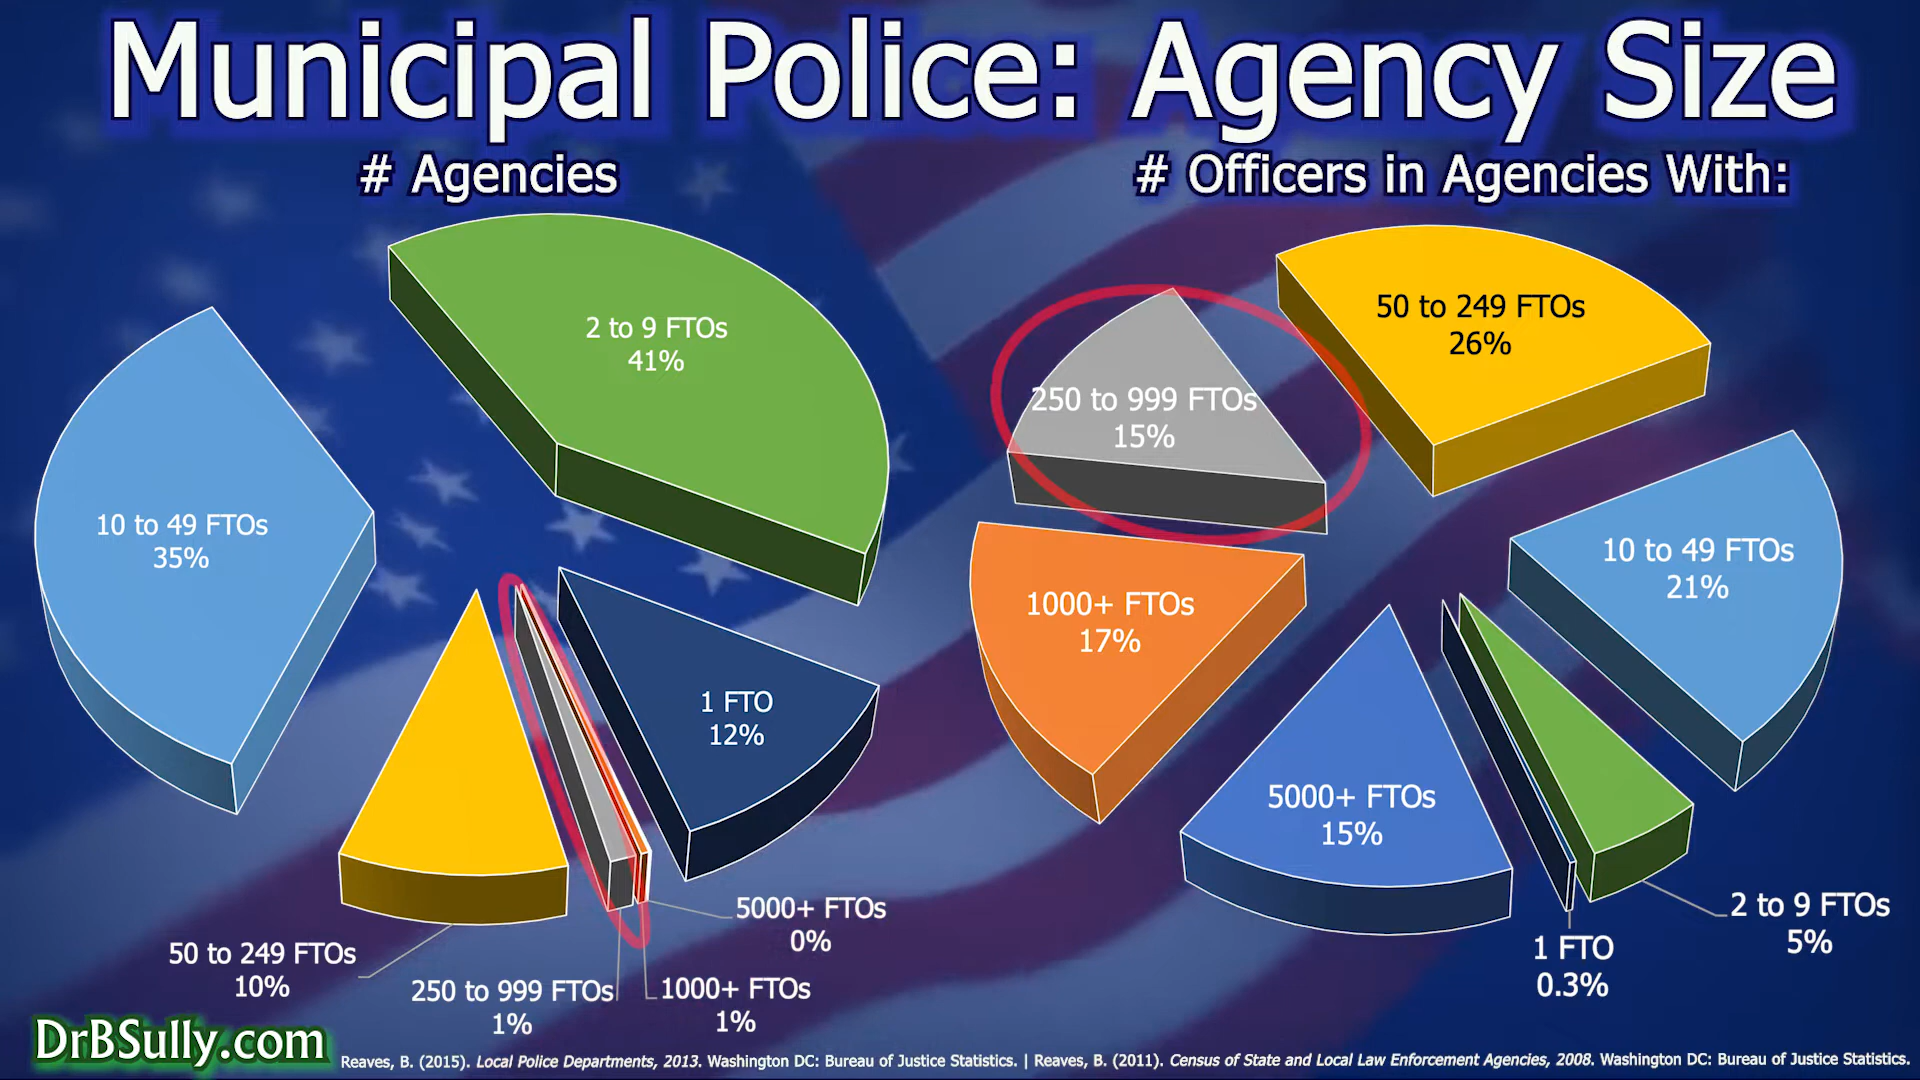 Municipal Police: Agency Size
# Agencies
2 to 9 FTOs
41%
10 to 49 FTOs
35%
1 FTO
12%
5000+ FTOs
0%
50 to 249 FTOs
10%
250 to 999 FTOs
1%
1000+ FTOs
1%
# Officers in Agencies With:
50 to 249 FTOs
26%
250 to 999 FTOs
15%
10 to 49 FTOs
21%
1000+ FTOs
17%
5000+ FTOs
15%
2 to 9 FTOs
5%
1 FTO
0.3%
DrBSully.com
Reaves, B. (2015). Local Police Departments, 2013. Washington DC: Bureau of Justice Statistics. | Reaves, B. (2011). Census of State and Local Law Enforcement Agencies, 2008. Washington DC: Bureau of Justice Statistics.